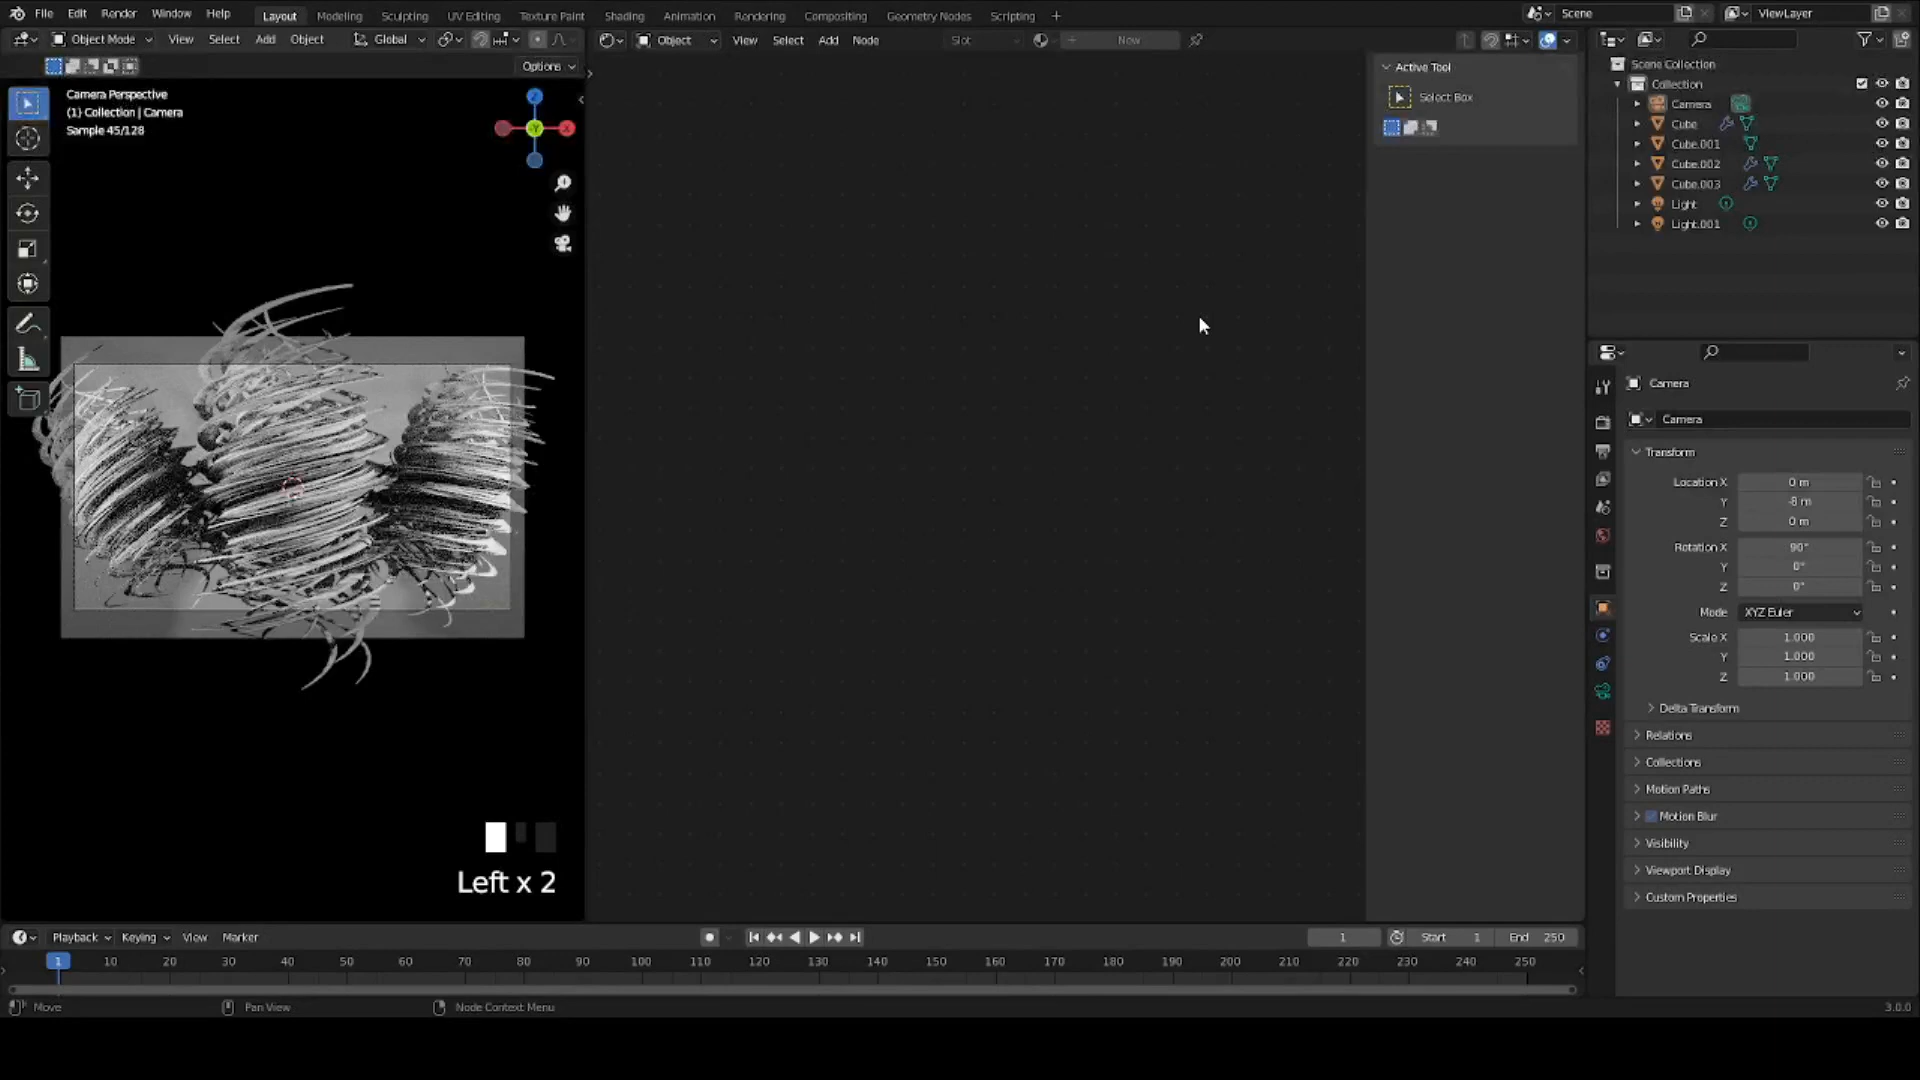 File Edit Render Window Help Layout Modeling Sculpting UV Editing Texture Paint Shading Animation Rendering Compositing Geometry Nodes Scripting + Scene ViewLayer
Object Mode View Select Add Object Global Object View Select Add Node Slot New
Options
Active Tool
Select Box
Camera Perspective
(1) Collection | Camera
Sample 45/128
Y
X
Scene Collection
Collection
Camera
Cube
Cube.001
Cube.002
Cube.003
Light
Light.001
Camera
Camera
Transform
Location X 0 m
Y -8 m
Z 0 m
Rotation X 90°
Y 0°
Z 0°
Mode XYZ Euler
Scale X 1.000
Y 1.000
Z 1.000
Delta Transform
Relations
Collections
Motion Paths
Motion Blur
Visibility
Viewport Display
Custom Properties
Left x 2
Playback Keying View Marker 1 Start 1 End 250
1 10 20 30 40 50 60 70 80 90 100 110 120 130 140 150 160 170 180 190 200 210 220 230 240 250
Move Pan View Node Context Menu 3.0.0